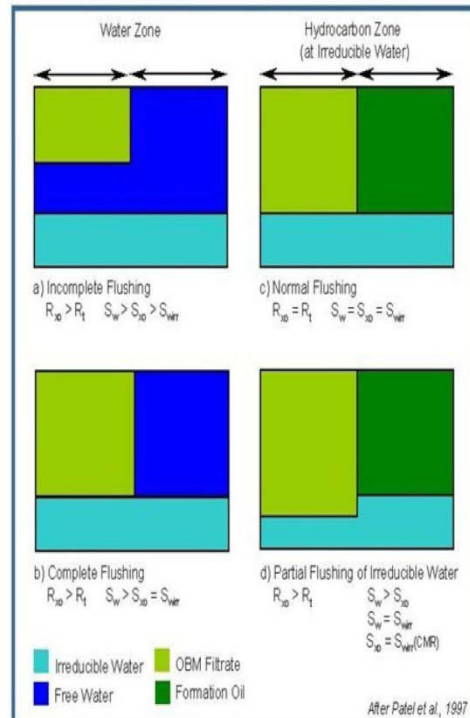 Water Zone
Hydrocarbon Zone
(at Irreducible Water)
a) Incomplete Flushing
Rxo > Rt Sw > Sxo > Swirr
c) Normal Flushing
Rxo = Rt Sw = Sxo = Swirr
b) Complete Flushing
Rxo > Rt Sw > Sxo = Swirr
d) Partial Flushing of Irreducible Water
Rxo > Rt Sw > Sxo
Sw = Swirr
Sxo = Swirr(CMR)
Irreducible Water
OBM Filtrate
Free Water
Formation Oil
After Patel et al., 1997